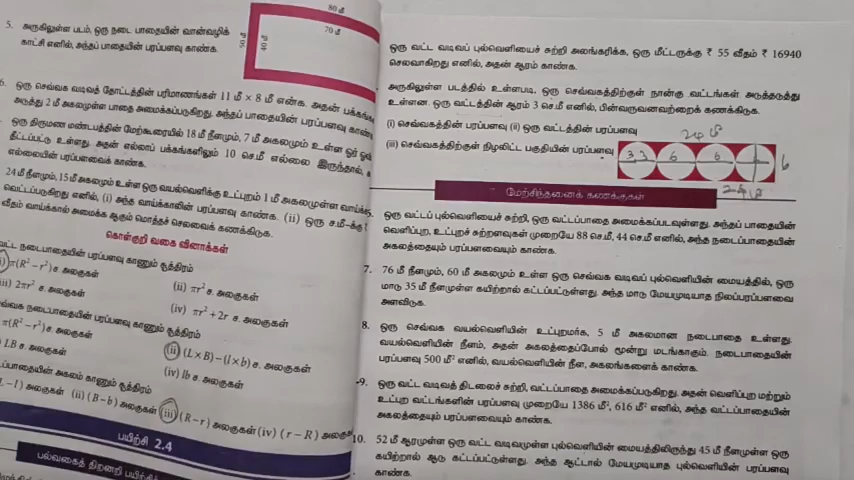 80 மீ
70 மீ
50 மீ
40 மீ
5. அருகிலுள்ள படம், ஒரு நடை பாதையின் வான்வழிக்
காட்சி எனில், அந்தப் பாதையின் பரப்பளவு காண்க.
6. ஒரு செவ்வக வடிவத் தோட்டத்தின் பரிமாணங்கள் 11 மீ × 8 மீ என்க. அதன்
அடுத்து 2 மீ அகலமுள்ள பாதை அமைக்கப்படுகிறது. அந்தப் பாதையின் பரப்பளவு
ஒரு திருமண மண்டபத்தின் மேற்கூரையில் 18 மீ நீளமும், 7 மீ அகலமும் உள்ள ஓர்
தீட்டப்பட்டு உள்ளது. அதன் எல்லாப் பக்கங்களிலும் 10 செ.மீ எல்லை இருந்தால்,
எல்லையின் பரப்பளவைக் காண்க.
24 மீ நீளமும், 15 மீ அகலமும் உள்ள ஒரு வயல்வெளிக்கு உட்புறம் 1 மீ அகலமுள்ள
வெட்டப்படுகிறது எனில், (i) அந்த வாய்க்காலின் பரப்பளவு காண்க. (ii) ஒரு ச.மீ-க்கு
வீதம் வாய்க்கால் அமைக்க ஆகும் மொத்தச் செலவைக் கணக்கிடுக.
கொள்குறி வகை வினாக்கள்
வட்ட நடைபாதையின் பரப்பளவு காணும் சூத்திரம்
π(R²−r²) ச. அலகுகள் (ii) πr² ச. அலகுகள்
(iii) 2πr² ச. அலகுகள் (iv) πr²+2r ச. அலகுகள்
செவ்வக நடைபாதையின் பரப்பளவு காணும் சூத்திரம்
π(R²−r²) ச. அலகுகள் (ii) (L×B)−(l×b) ச. அலகுகள்
LB ச. அலகுகள் (iv) lb ச. அலகுகள்
பாதையின் அகலம் காணும் சூத்திரம்
(L−l) அலகுகள் (ii) (B−b) அலகுகள் (iii) (R−r) அலகுகள் (iv) (r−R) அலகுகள்
பயிற்சி 2.4
பல்வகைத் திறனறி பயிற்சிக்
ஒரு வட்ட வடிவப் புல்வெளியைச் சுற்றி அலங்கரிக்க, ஒரு மீட்டருக்கு ₹ 55 வீதம் ₹ 16940
செலவாகிறது எனில், அதன் ஆரம் காண்க.
அருகிலுள்ள படத்தில் உள்ளபடி, ஒரு செவ்வகத்திற்குள் நான்கு வட்டங்கள் அடுத்தடுத்து
உள்ளன. ஒரு வட்டத்தின் ஆரம் 3 செ.மீ எனில், பின்வருவனவற்றைக் கணக்கிடுக.
(i) செவ்வகத்தின் பரப்பளவு (ii) ஒரு வட்டத்தின் பரப்பளவு
(iii) செவ்வகத்திற்குள் நிழலிட்ட பகுதியின் பரப்பளவு
24 மீ
3 3 6 6 6
24 மீ
மேற்சிந்தனைக் கணக்குகள்
ஒரு வட்டப் புல்வெளியைச் சுற்றி, ஒரு வட்டப்பாதை அமைக்கப்படவுள்ளது. அந்தப் பாதையின்
வெளிப்புற, உட்புறச் சுற்றளவுகள் முறையே 88 செ.மீ, 44 செ.மீ எனில், அந்த நடைபாதையின்
அகலத்தையும் பரப்பளவையும் காண்க.
7. 76 மீ நீளமும், 60 மீ அகலமும் உள்ள ஒரு செவ்வக வடிவப் புல்வெளியின் மையத்தில், ஒரு
மாடு 35 மீ நீளமுள்ள கயிற்றால் கட்டப்பட்டுள்ளது. அந்த மாடு மேயமுடியாத நிலப்பரப்பளவை
அளவிடுக.
8. ஒரு செவ்வக வயல்வெளியின் உட்புறமாக, 5 மீ அகலமான நடைபாதை உள்ளது.
வயல்வெளியின் நீளம், அதன் அகலத்தைப்போல் மூன்று மடங்காகும். நடைபாதையின்
பரப்பளவு 500 மீ² எனில், வயல்வெளியின் நீள, அகலங்களைக் காண்க.
9. ஒரு வட்ட வடிவத் திடலைச் சுற்றி, வட்டப்பாதை அமைக்கப்படுகிறது. அதன் வெளிப்புற மற்றும்
உட்புற வட்டங்களின் பரப்பளவு முறையே 1386 மீ², 616 மீ² எனில், அந்த வட்டப்பாதையின்
அகலத்தையும் பரப்பளவையும் காண்க.
10. 52 மீ ஆரமுள்ள ஒரு வட்ட வடிவமுள்ள புல்வெளியின் மையத்திலிருந்து 45 மீ நீளமுள்ள ஒரு
கயிற்றால் ஆடு கட்டப்பட்டுள்ளது. அந்த ஆட்டால் மேயமுடியாத புல்வெளியின் பரப்பளவு
காண்க.